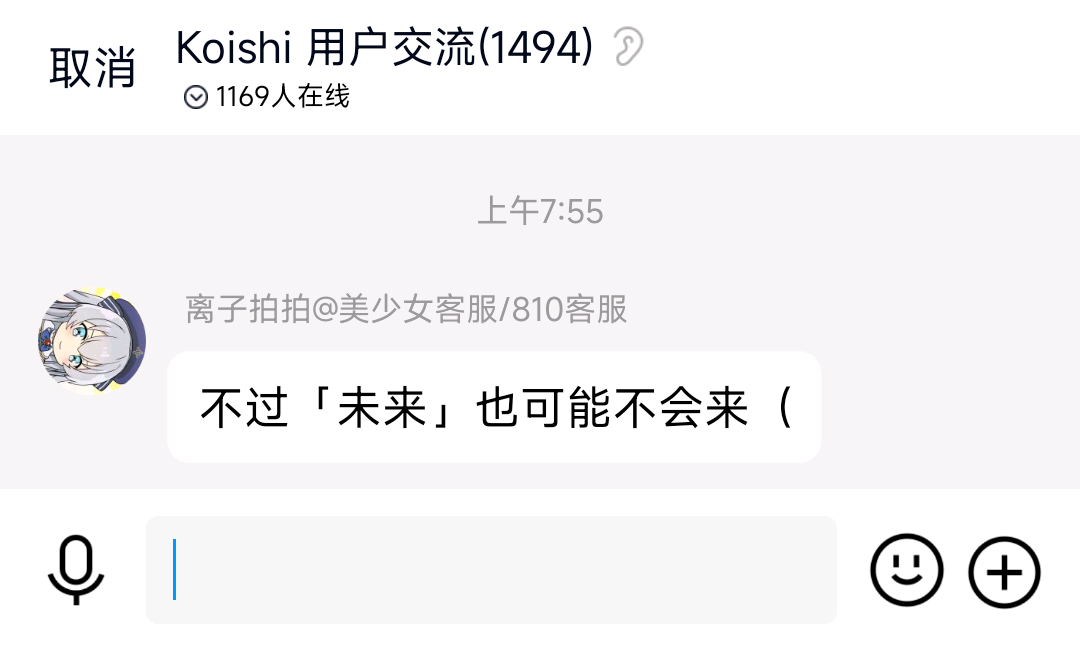 取消
Koishi 用户交流(1494)
1169人在线
上午7:55
离子拍拍@美少女客服/810客服
不过「未来」也可能不会来（